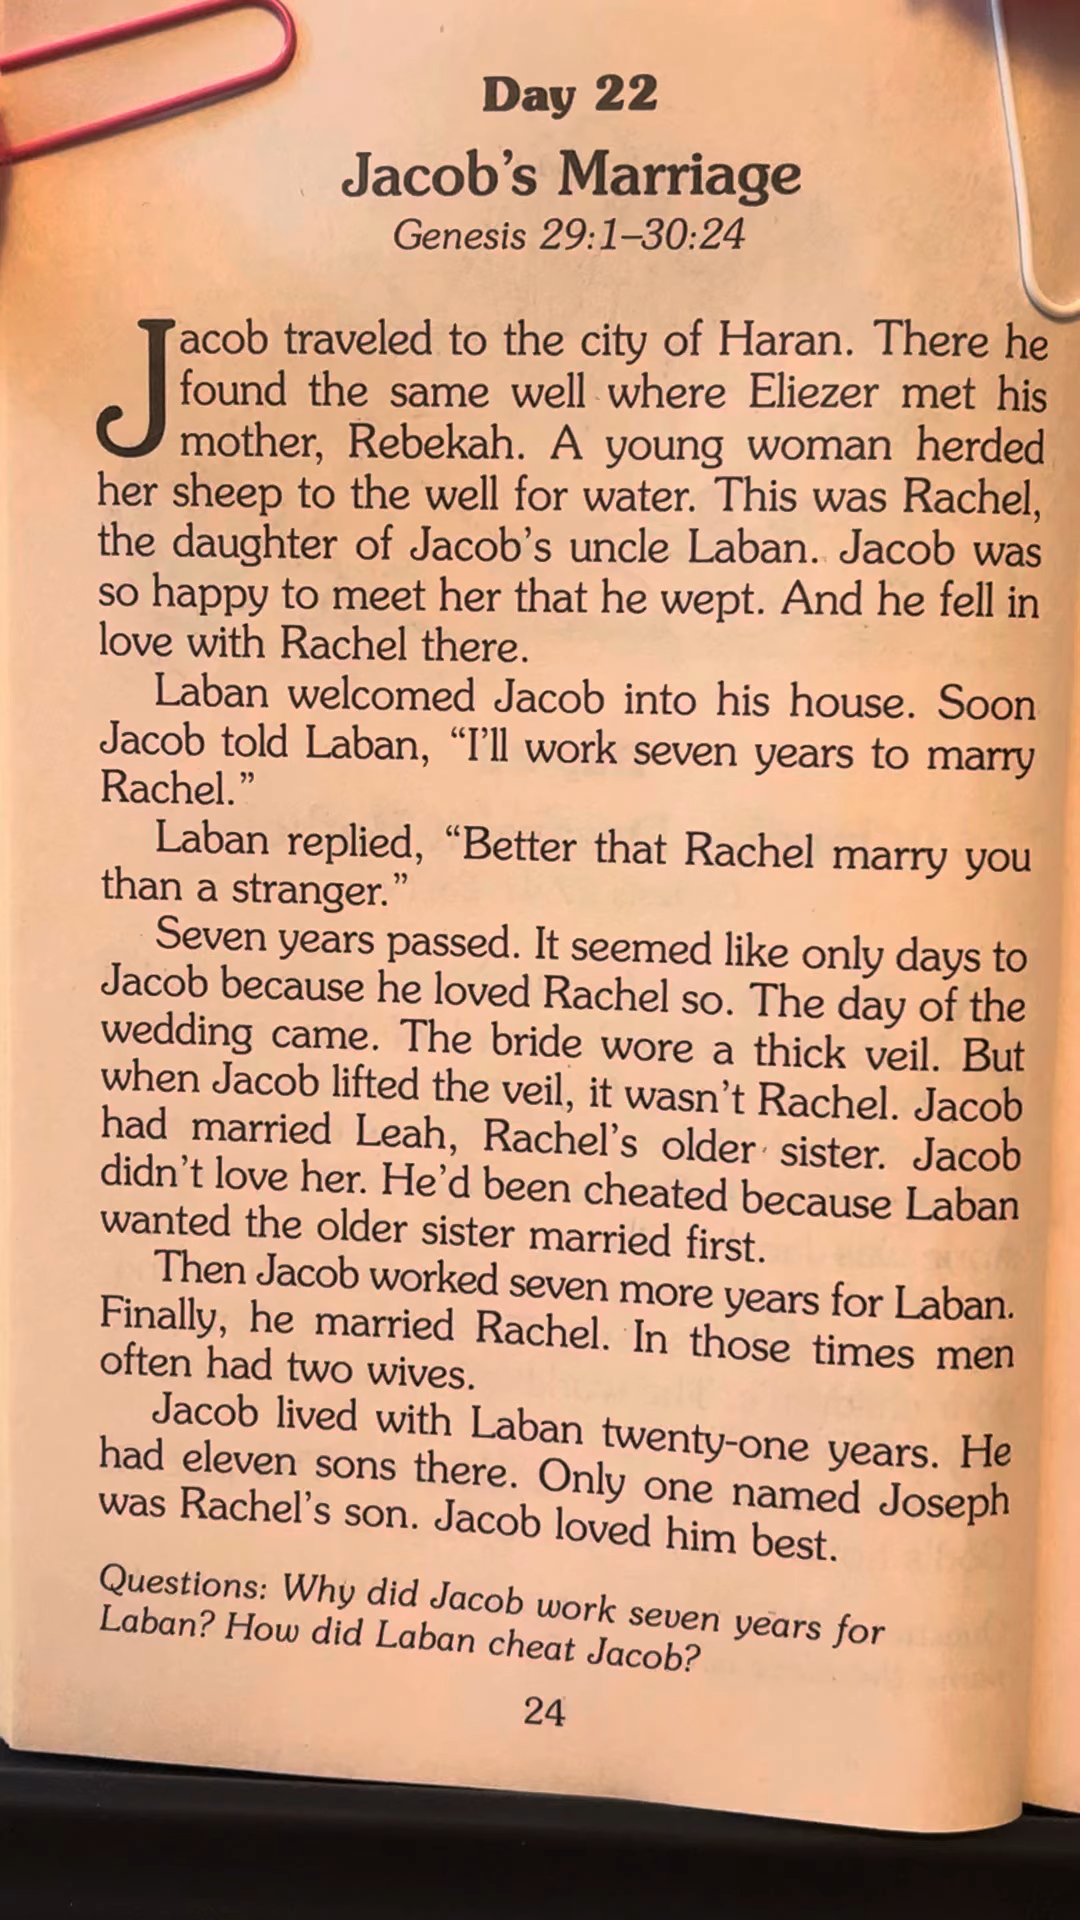 Day 22
Jacob's Marriage
Genesis 29:1–30:24
Jacob traveled to the city of Haran. There he
found the same well where Eliezer met his
mother, Rebekah. A young woman herded
her sheep to the well for water. This was Rachel,
the daughter of Jacob's uncle Laban. Jacob was
so happy to meet her that he wept. And he fell in
love with Rachel there.
Laban welcomed Jacob into his house. Soon
Jacob told Laban, “I'll work seven years to marry
Rachel.”
Laban replied, “Better that Rachel marry you
than a stranger.”
Seven years passed. It seemed like only days to
Jacob because he loved Rachel so. The day of the
wedding came. The bride wore a thick veil. But
when Jacob lifted the veil, it wasn't Rachel. Jacob
had married Leah, Rachel's older sister. Jacob
didn't love her. He'd been cheated because Laban
wanted the older sister married first.
Then Jacob worked seven more years for Laban.
Finally, he married Rachel. In those times men
often had two wives.
Jacob lived with Laban twenty-one years. He
had eleven sons there. Only one named Joseph
was Rachel's son. Jacob loved him best.
Questions: Why did Jacob work seven years for
Laban? How did Laban cheat Jacob?
24